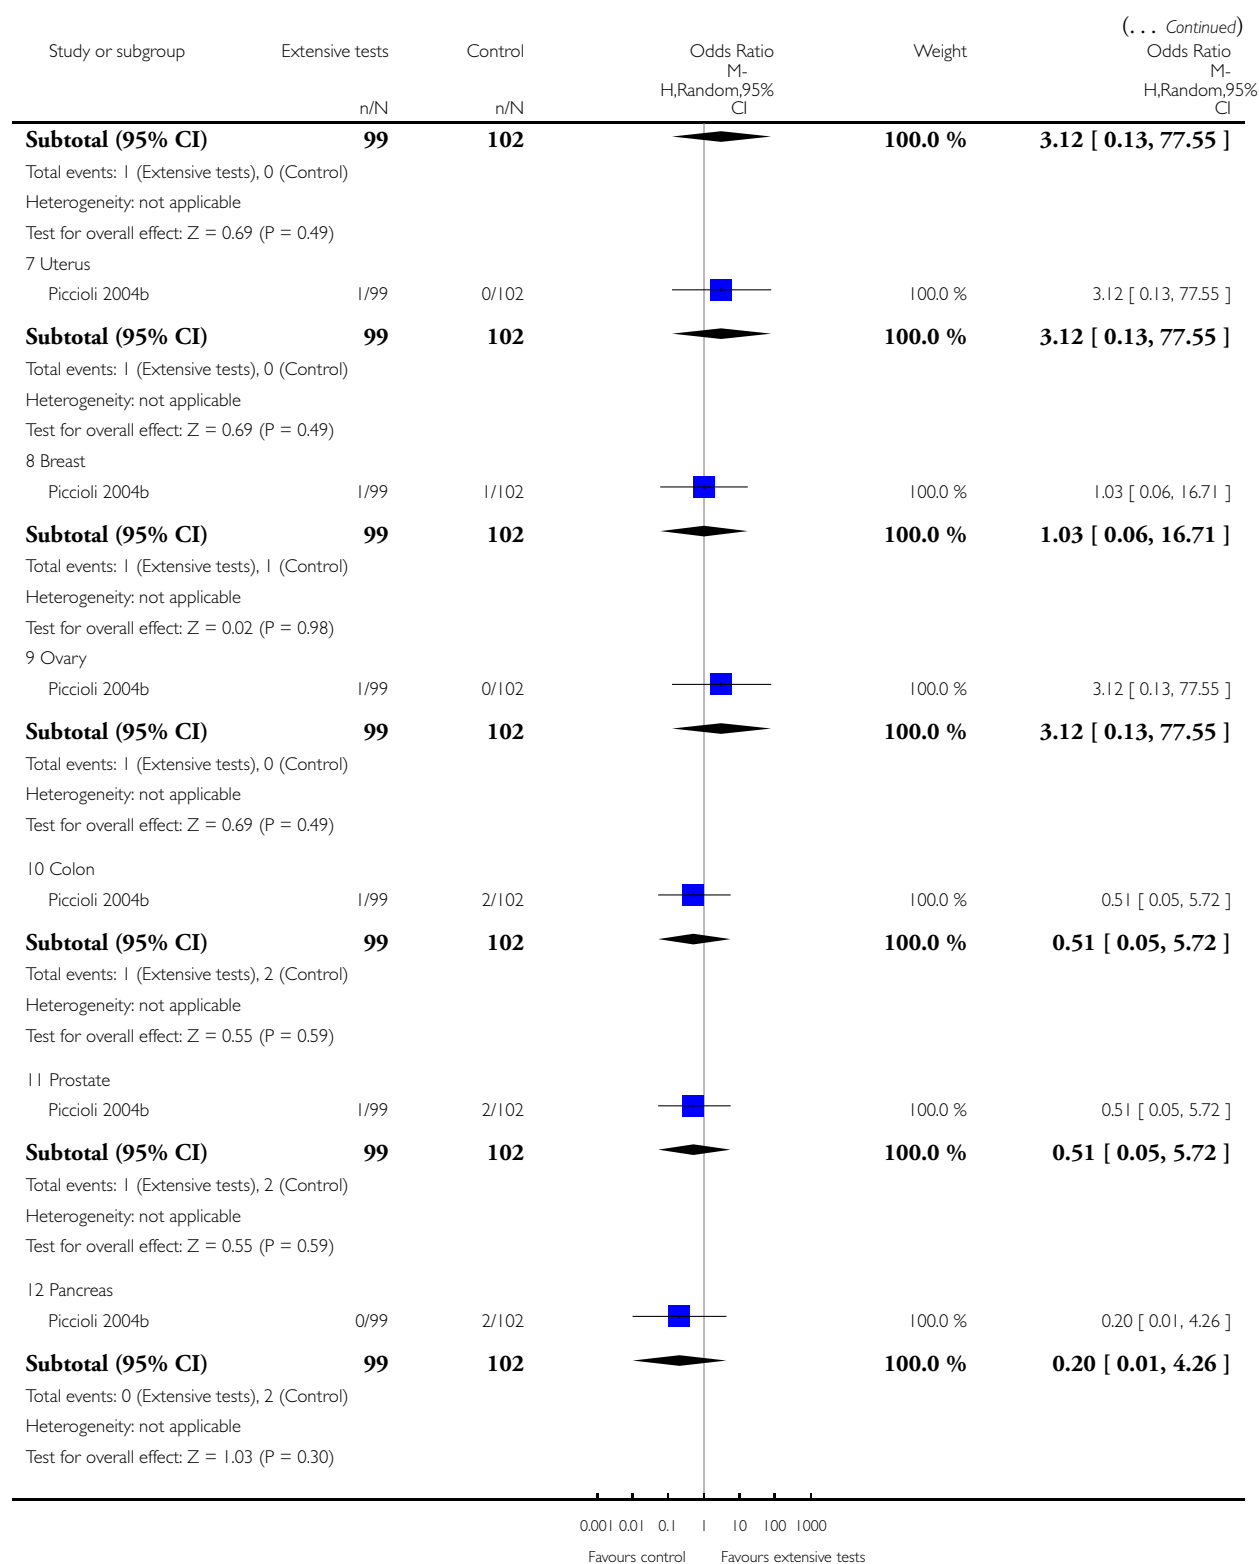 (... Continued)
Study or subgroup Extensive tests Control Odds Ratio Weight Odds Ratio
M- M-
H,Random,95% H,Random,95%
n/N n/N CI CI
Subtotal (95% CI) 99 102 100.0 % 3.12 [ 0.13, 77.55 ]
Total events: 1 (Extensive tests), 0 (Control)
Heterogeneity: not applicable
Test for overall effect: Z = 0.69 (P = 0.49)
7 Uterus
Piccioli 2004b 1/99 0/102 100.0 % 3.12 [ 0.13, 77.55 ]
Subtotal (95% CI) 99 102 100.0 % 3.12 [ 0.13, 77.55 ]
Total events: 1 (Extensive tests), 0 (Control)
Heterogeneity: not applicable
Test for overall effect: Z = 0.69 (P = 0.49)
8 Breast
Piccioli 2004b 1/99 1/102 100.0 % 1.03 [ 0.06, 16.71 ]
Subtotal (95% CI) 99 102 100.0 % 1.03 [ 0.06, 16.71 ]
Total events: 1 (Extensive tests), 1 (Control)
Heterogeneity: not applicable
Test for overall effect: Z = 0.02 (P = 0.98)
9 Ovary
Piccioli 2004b 1/99 0/102 100.0 % 3.12 [ 0.13, 77.55 ]
Subtotal (95% CI) 99 102 100.0 % 3.12 [ 0.13, 77.55 ]
Total events: 1 (Extensive tests), 0 (Control)
Heterogeneity: not applicable
Test for overall effect: Z = 0.69 (P = 0.49)
10 Colon
Piccioli 2004b 1/99 2/102 100.0 % 0.51 [ 0.05, 5.72 ]
Subtotal (95% CI) 99 102 100.0 % 0.51 [ 0.05, 5.72 ]
Total events: 1 (Extensive tests), 2 (Control)
Heterogeneity: not applicable
Test for overall effect: Z = 0.55 (P = 0.59)
11 Prostate
Piccioli 2004b 1/99 2/102 100.0 % 0.51 [ 0.05, 5.72 ]
Subtotal (95% CI) 99 102 100.0 % 0.51 [ 0.05, 5.72 ]
Total events: 1 (Extensive tests), 2 (Control)
Heterogeneity: not applicable
Test for overall effect: Z = 0.55 (P = 0.59)
12 Pancreas
Piccioli 2004b 0/99 2/102 100.0 % 0.20 [ 0.01, 4.26 ]
Subtotal (95% CI) 99 102 100.0 % 0.20 [ 0.01, 4.26 ]
Total events: 0 (Extensive tests), 2 (Control)
Heterogeneity: not applicable
Test for overall effect: Z = 1.03 (P = 0.30)
0.001 0.01 0.1 1 10 100 1000
Favours control Favours extensive tests